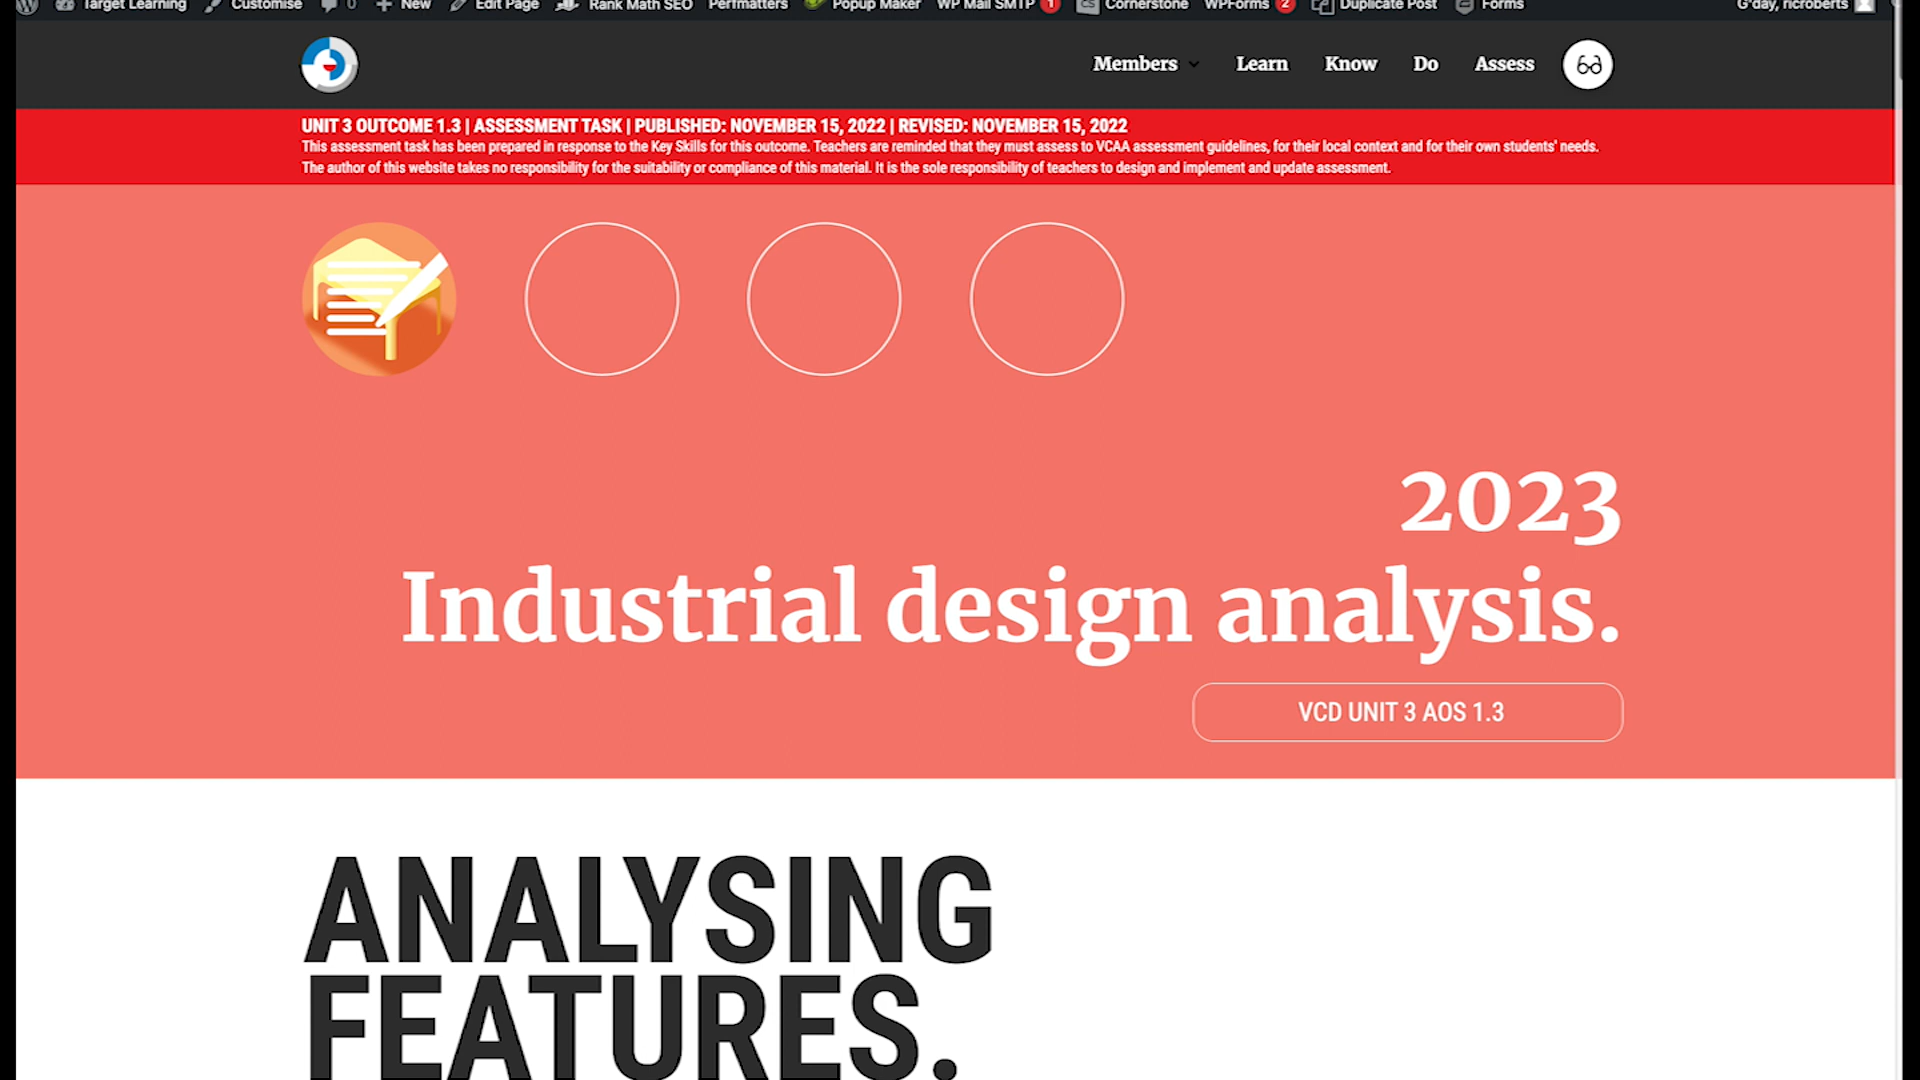 Target Learning Customise 0 New Edit Page Rank Math SEO Perfmatters Popup Maker WP Mail SMTP 1 Cornerstone WPForms 2 Duplicate Post Forms G'day, ricroberts
Members Learn Know Do Assess
UNIT 3 OUTCOME 1.3 | ASSESSMENT TASK | PUBLISHED: NOVEMBER 15, 2022 | REVISED: NOVEMBER 15, 2022
This assessment task has been prepared in response to the Key Skills for this outcome. Teachers are reminded that they must assess to VCAA assessment guidelines, for their local context and for their own students' needs.
The author of this website takes no responsibility for the suitability or compliance of this material. It is the sole responsibility of teachers to design and implement and update assessment.
2023
Industrial design analysis.
VCD UNIT 3 AOS 1.3
ANALYSING
FEATURES.